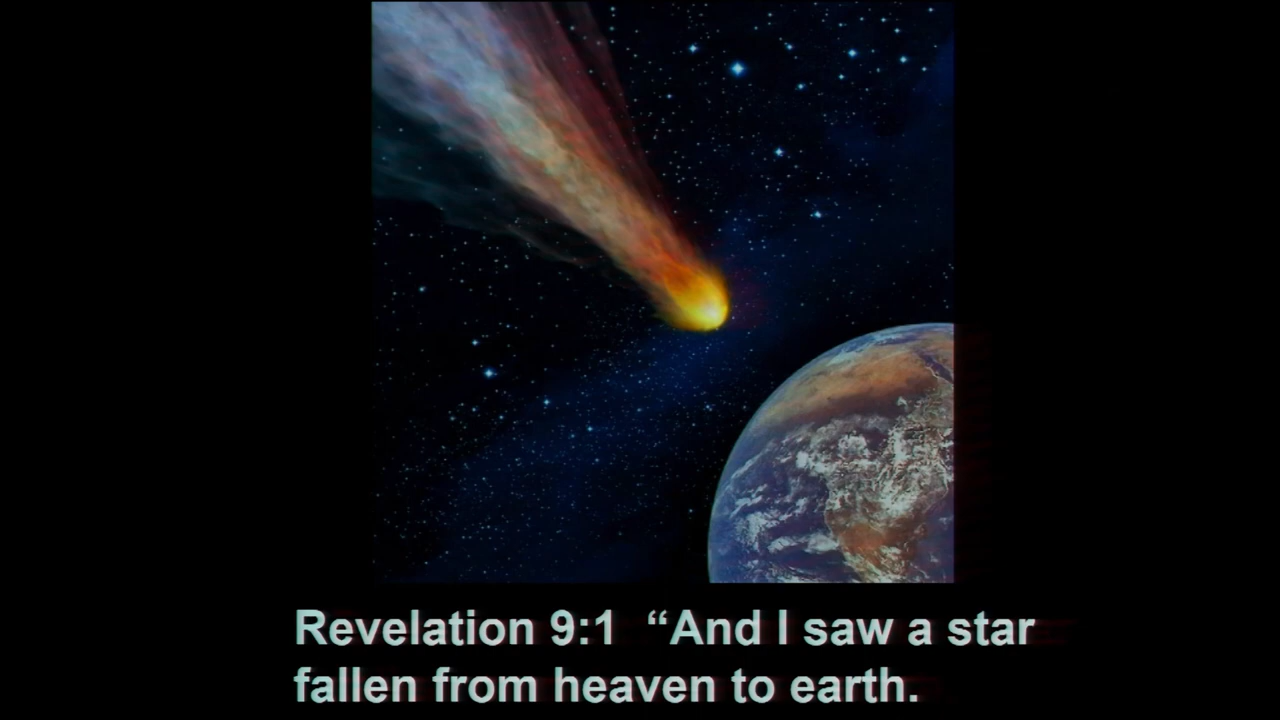 Revelation 9:1 “And I saw a star
fallen from heaven to earth.